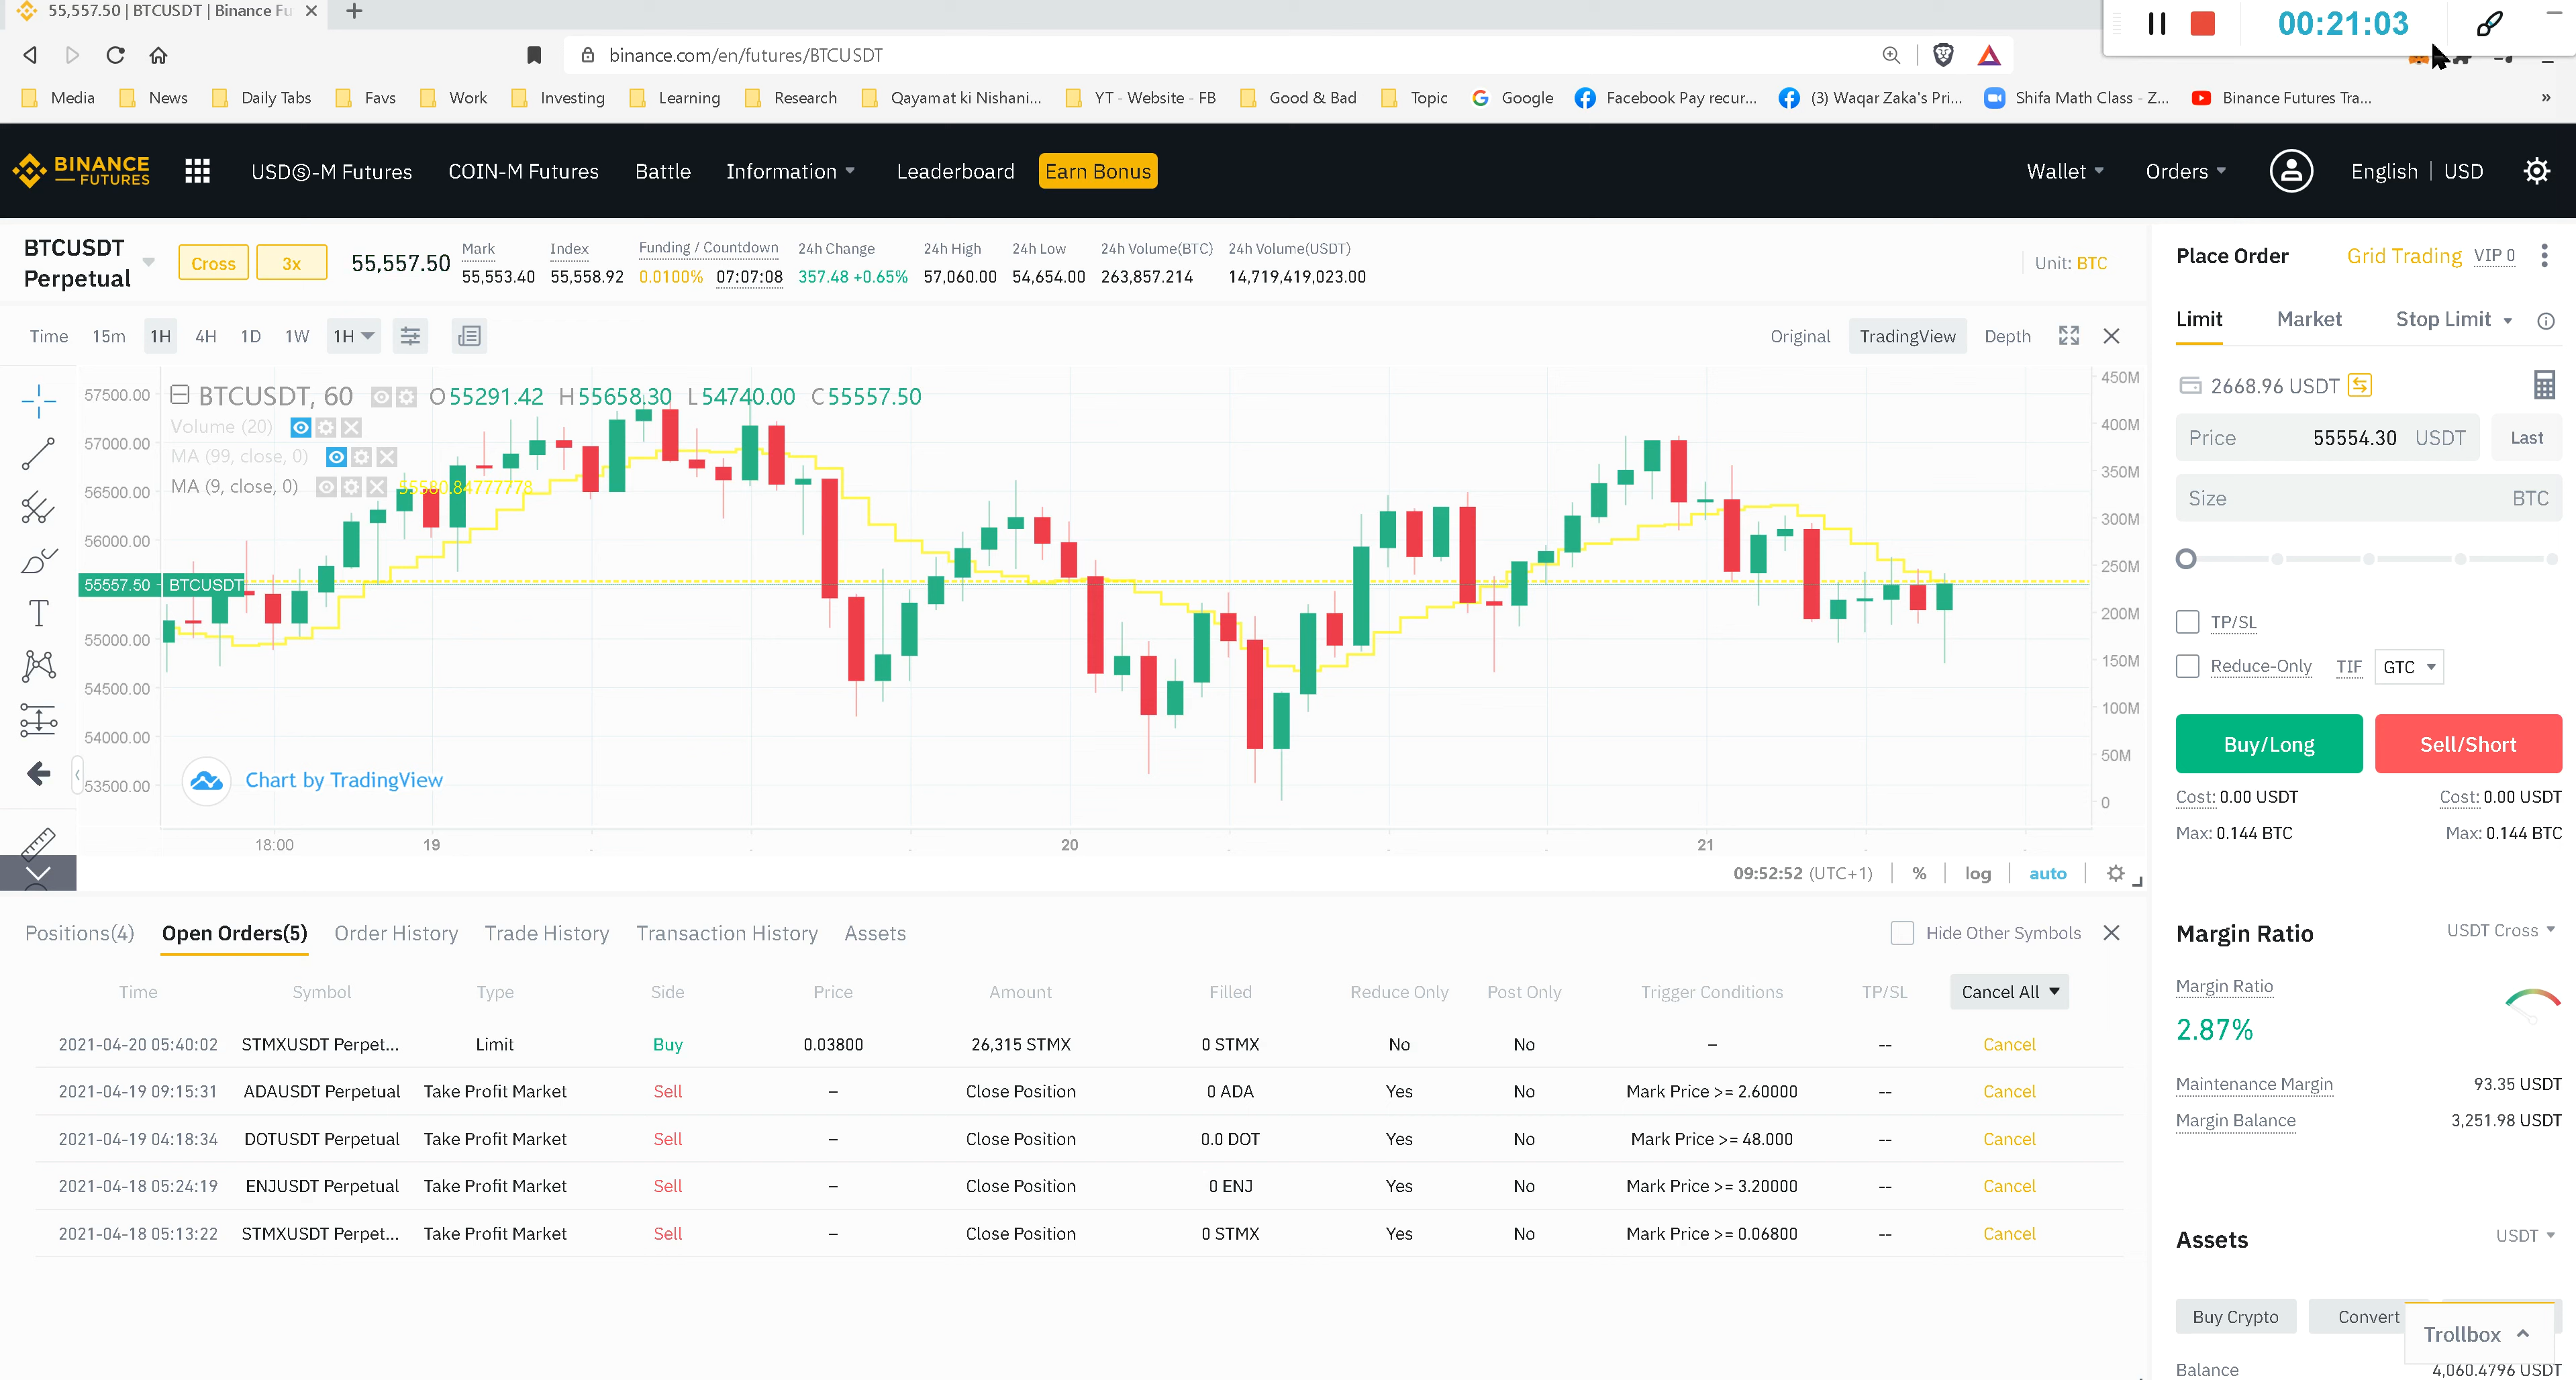 55,557.50 | BTCUSDT | Binance Fu
00:21:03
binance.com/en/futures/BTCUSDT
Media News Daily Tabs Favs Work Investing Learning Research Qayamat ki Nishani... YT - Website - FB Good & Bad Topic Google Facebook Pay recur... (3) Waqar Zaka's Pri... Shifa Math Class - Z... Binance Futures Tra... »
BINANCE FUTURES USDⓈ-M Futures COIN-M Futures Battle Information Leaderboard Earn Bonus Wallet Orders English | USD
BTCUSDT Perpetual Cross 3x 55,557.50
Mark Index Funding / Countdown 24h Change 24h High 24h Low 24h Volume(BTC) 24h Volume(USDT)
55,553.40 55,558.92 0.0100% 07:07:08 357.48 +0.65% 57,060.00 54,654.00 263,857.214 14,719,419,023.00
Unit: BTC
Time 15m 1H 4H 1D 1W 1H Original TradingView Depth
BTCUSDT, 60 O55291.42 H55658.30 L54740.00 C55557.50
Volume (20)
MA (99, close, 0)
MA (9, close, 0) 55580.84777778
57500.00
57000.00
56500.00
56000.00
55557.50 BTCUSDT
55000.00
54500.00
54000.00
53500.00
450M
400M
350M
300M
250M
200M
150M
100M
50M
0
Chart by TradingView
18:00 19 20 21
09:52:52 (UTC+1) % log auto
Positions(4) Open Orders(5) Order History Trade History Transaction History Assets Hide Other Symbols
Time Symbol Type Side Price Amount Filled Reduce Only Post Only Trigger Conditions TP/SL Cancel All
2021-04-20 05:40:02 STMXUSDT Perpet... Limit Buy 0.03800 26,315 STMX 0 STMX No No – -- Cancel
2021-04-19 09:15:31 ADAUSDT Perpetual Take Profit Market Sell – Close Position 0 ADA Yes No Mark Price >= 2.60000 -- Cancel
2021-04-19 04:18:34 DOTUSDT Perpetual Take Profit Market Sell – Close Position 0.0 DOT Yes No Mark Price >= 48.000 -- Cancel
2021-04-18 05:24:19 ENJUSDT Perpetual Take Profit Market Sell – Close Position 0 ENJ Yes No Mark Price >= 3.20000 -- Cancel
2021-04-18 05:13:22 STMXUSDT Perpet... Take Profit Market Sell – Close Position 0 STMX Yes No Mark Price >= 0.06800 -- Cancel
Place Order Grid Trading VIP 0
Limit Market Stop Limit
2668.96 USDT
Price 55554.30 USDT Last
Size BTC
TP/SL
Reduce-Only TIF GTC
Buy/Long Sell/Short
Cost: 0.00 USDT Cost: 0.00 USDT
Max: 0.144 BTC Max: 0.144 BTC
Margin Ratio USDT Cross
Margin Ratio
2.87%
Maintenance Margin 93.35 USDT
Margin Balance 3,251.98 USDT
Assets USDT
Buy Crypto Convert
Trollbox
Balance 4,060.4796 USDT